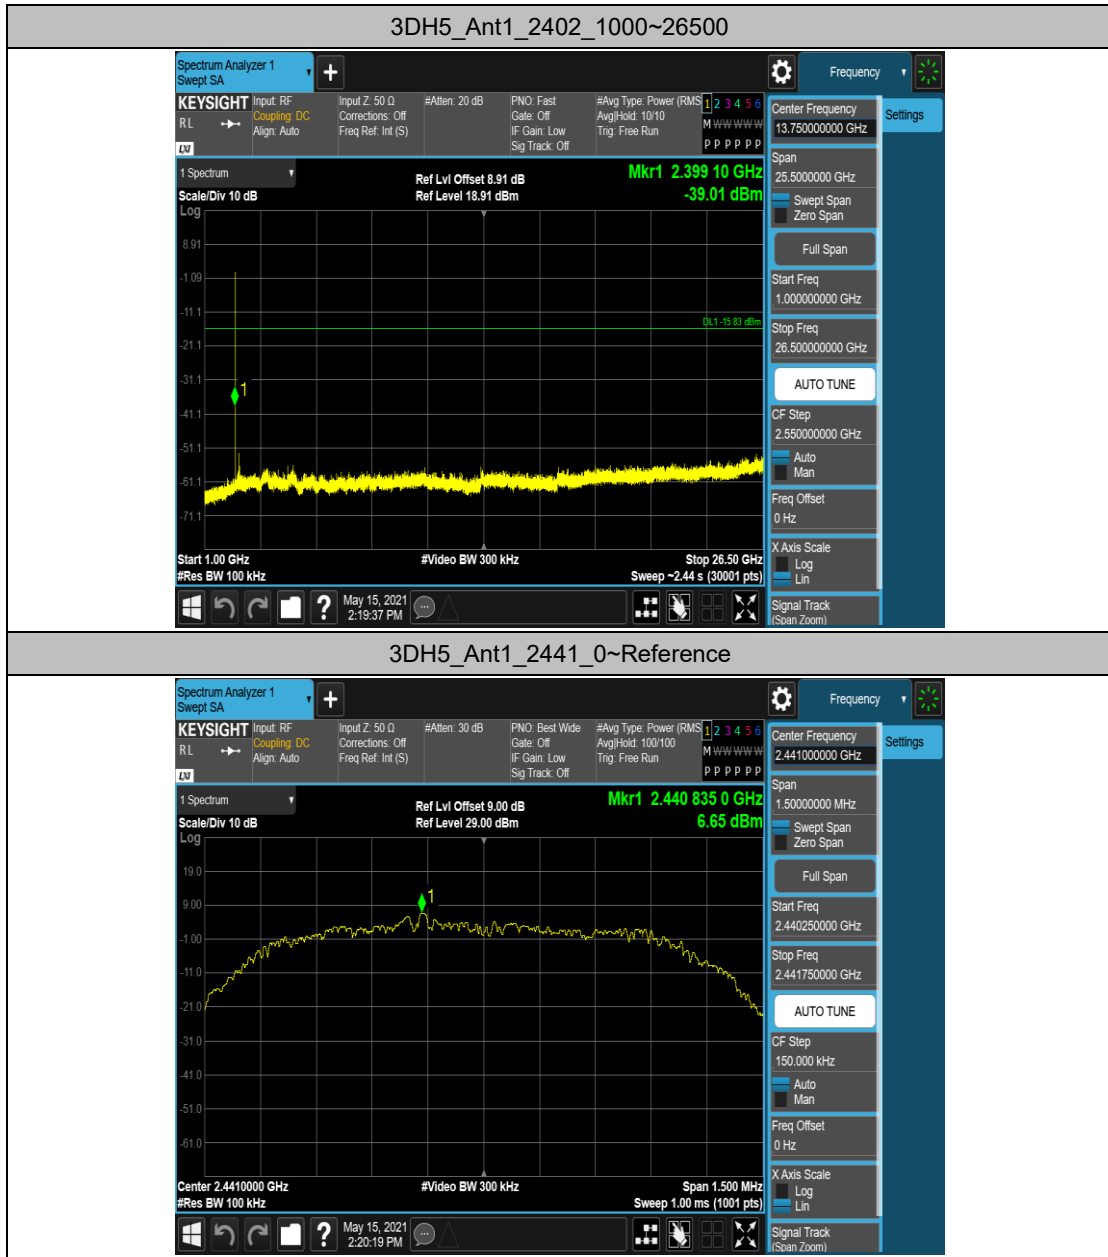 3DH5_Ant1_2402_1000~26500
Spectrum Analyzer 1
Swept SA
Frequency
KEYSIGHT
RL
LXI
Input: RF
Coupling: DC
Align: Auto
Input Z: 50 Ω
Corrections: Off
Freq Ref: Int (S)
#Atten: 20 dB
PNO: Fast
Gate: Off
IF Gain: Low
Sig Track: Off
#Avg Type: Power (RMS
Avg|Hold: 10/10
Trig: Free Run
1 2 3 4 5 6
M W W W W W
P P P P P P
Center Frequency
13.750000000 GHz
Settings
1 Spectrum
Ref Lvl Offset 8.91 dB
Mkr1 2.399 10 GHz
Scale/Div 10 dB
Ref Level 18.91 dBm
-39.01 dBm
Log
8.91
-1.09
-11.1
DL1 -15.83 dBm
-21.1
-31.1
1
-41.1
-51.1
-61.1
-71.1
Start 1.00 GHz
#Video BW 300 kHz
Stop 26.50 GHz
#Res BW 100 kHz
Sweep ~2.44 s (30001 pts)
Span
25.5000000 GHz
Swept Span
Zero Span
Full Span
Start Freq
1.000000000 GHz
Stop Freq
26.500000000 GHz
AUTO TUNE
CF Step
2.550000000 GHz
Auto
Man
Freq Offset
0 Hz
X Axis Scale
Log
Lin
Signal Track
(Span Zoom)
?
May 15, 2021
2:19:37 PM
3DH5_Ant1_2441_0~Reference
Spectrum Analyzer 1
Swept SA
Frequency
KEYSIGHT
RL
LXI
Input: RF
Coupling: DC
Align: Auto
Input Z: 50 Ω
Corrections: Off
Freq Ref: Int (S)
#Atten: 30 dB
PNO: Best Wide
Gate: Off
IF Gain: Low
Sig Track: Off
#Avg Type: Power (RMS
Avg|Hold: 100/100
Trig: Free Run
1 2 3 4 5 6
M W W W W W
P P P P P P
Center Frequency
2.441000000 GHz
Settings
1 Spectrum
Ref Lvl Offset 9.00 dB
Mkr1 2.440 835 0 GHz
Scale/Div 10 dB
Ref Level 29.00 dBm
6.65 dBm
Log
19.0
9.00
1
-1.00
-11.0
-21.0
-31.0
-41.0
-51.0
-61.0
Center 2.4410000 GHz
#Video BW 300 kHz
Span 1.500 MHz
#Res BW 100 kHz
Sweep 1.00 ms (1001 pts)
Span
1.50000000 MHz
Swept Span
Zero Span
Full Span
Start Freq
2.440250000 GHz
Stop Freq
2.441750000 GHz
AUTO TUNE
CF Step
150.000 kHz
Auto
Man
Freq Offset
0 Hz
X Axis Scale
Log
Lin
Signal Track
(Span Zoom)
?
May 15, 2021
2:20:19 PM